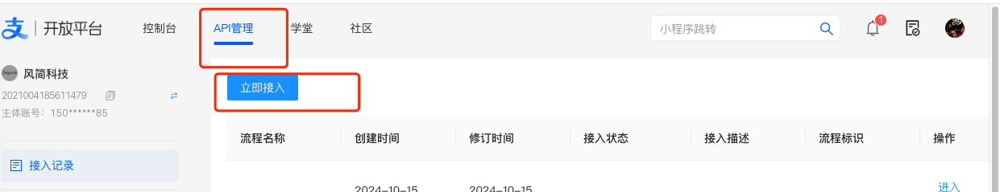 支 开放平台 控制台 API管理 学堂 社区 小程序跳转 1
风简科技
2021004185611479
主体账号：150******85
接入记录
立即接入
流程名称 创建时间 修订时间 接入状态 接入描述 流程标识 操作
2024-10-15 2024-10-15 进入